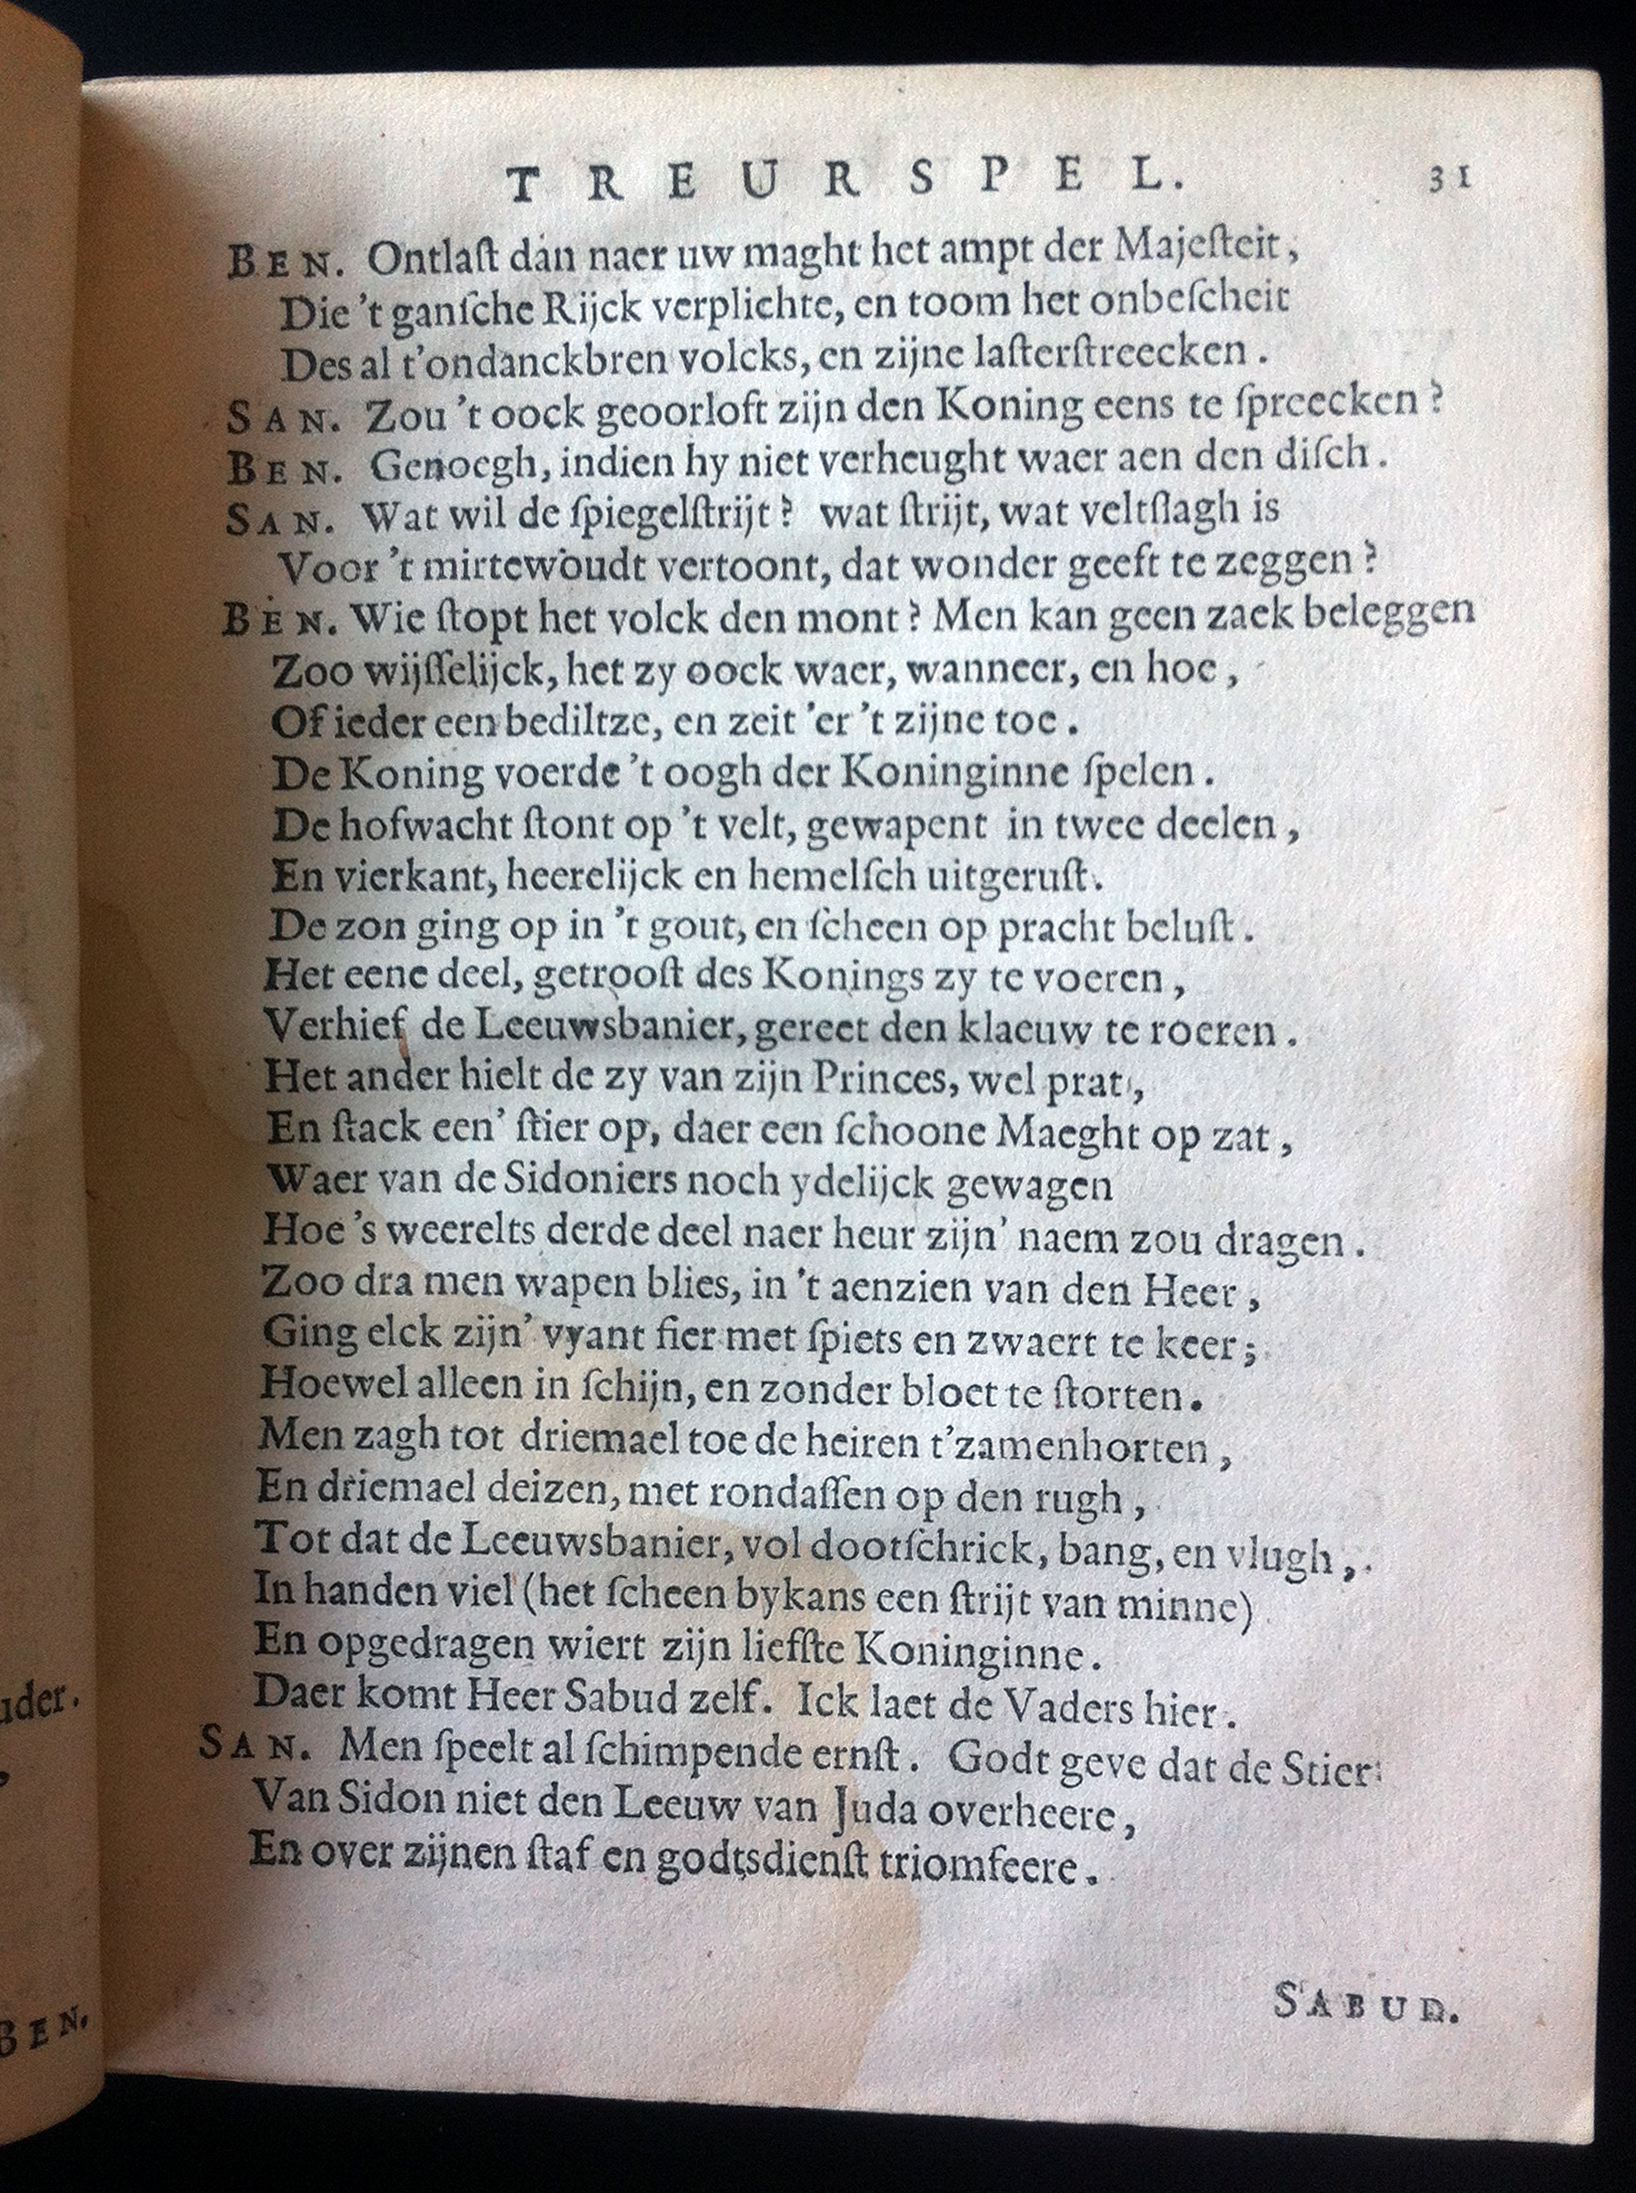 TREURSPEL. 31
BEN. Ontlaſt dan naer uw maght het ampt der Majeſteit,
Die 't ganſche Rijck verplichte, en toom het onbeſcheit
Des al t'ondanckbren volcks, en zijne laſterſtreecken.
SAN. Zou 't oock geoorloft zijn den Koning eens te ſpreecken?
BEN. Genoegh, indien hy niet verheught waer aen den diſch.
SAN. Wat wil de ſpiegelſtrijt? wat ſtrijt, wat veltſlagh is
Voor 't mirtewoudt vertoont, dat wonder geeft te zeggen?
BEN. Wie ſtopt het volck den mont? Men kan geen zaek beleggen
Zoo wijſſelijck, het zy oock waer, wanneer, en hoe,
Of ieder een bediltze, en zeit 'er 't zijne toe.
De Koning voerde 't oogh der Koninginne ſpelen.
De hofwacht ſtont op 't velt, gewapent in twee deelen,
En vierkant, heerelijck en hemelſch uitgeruſt.
De zon ging op in 't gout, en ſcheen op pracht beluſt.
Het eene deel, getrooſt des Konings zy te voeren,
Verhief de Leeuwsbanier, gereet den klaeuw te roeren.
Het ander hielt de zy van zijn Princes, wel prat,
En ſtack een' ſtier op, daer een ſchoone Maeght op zat,
Waer van de Sidoniers noch ydelijck gewagen
Hoe 's weerelts derde deel naer heur zijn' naem zou dragen.
Zoo dra men wapen blies, in 't aenzien van den Heer,
Ging elck zijn' vyant fier met ſpiets en zwaert te keer;
Hoewel alleen in ſchijn, en zonder bloet te ſtorten.
Men zagh tot driemael toe de heiren t'zamenhorten,
En driemael deizen, met rondaſſen op den rugh,
Tot dat de Leeuwsbanier, vol dootſchrick, bang, en vlugh,
In handen viel (het ſcheen bykans een ſtrijt van minne)
En opgedragen wiert zijn liefſte Koninginne.
Daer komt Heer Sabud zelf. Ick laet de Vaders hier.
SAN. Men ſpeelt al ſchimpende ernſt. Godt geve dat de Stier
Van Sidon niet den Leeuw van Juda overheere,
En over zijnen ſtaf en godtsdienſt triomfeere.
SABUD.
uder.
,
BEN.